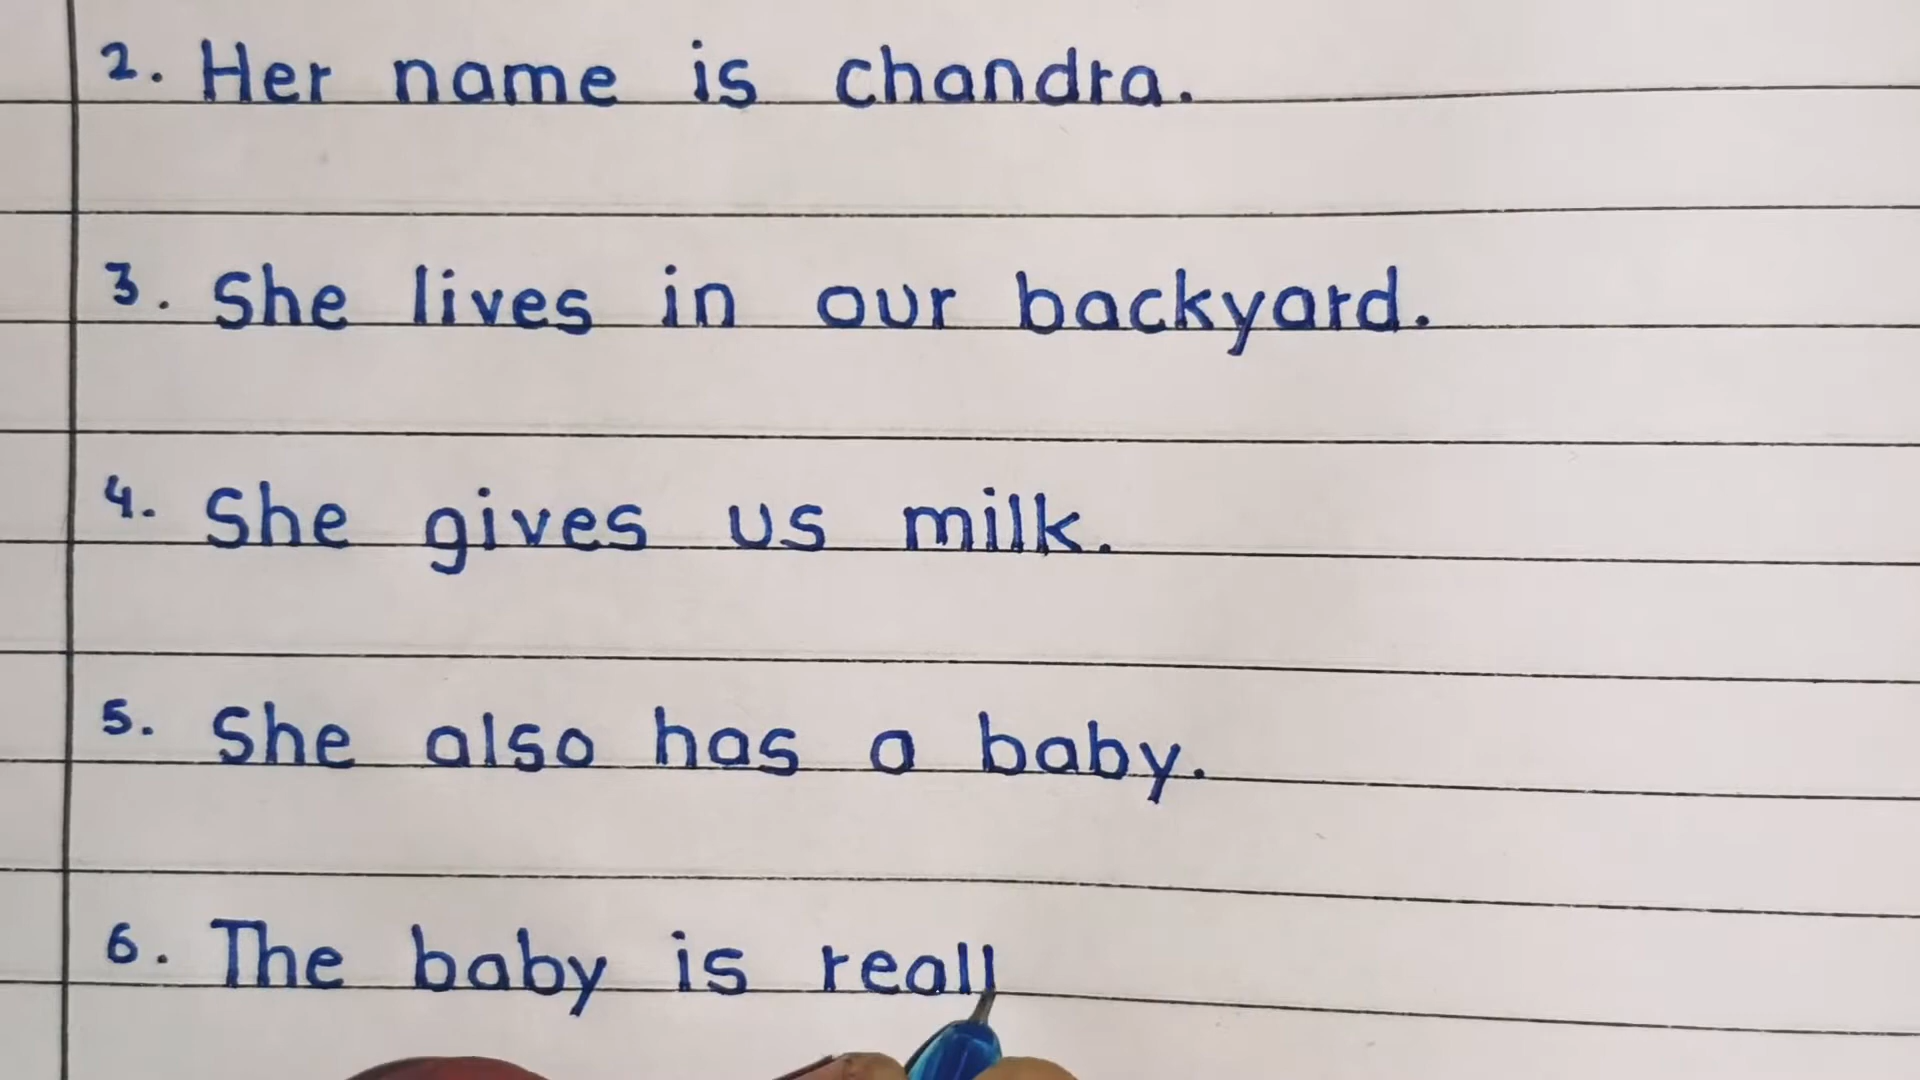 2. Her name is chandra.
3. She lives in our backyard.
4. She gives us milk.
5. She also has a baby.
6. The baby is reall